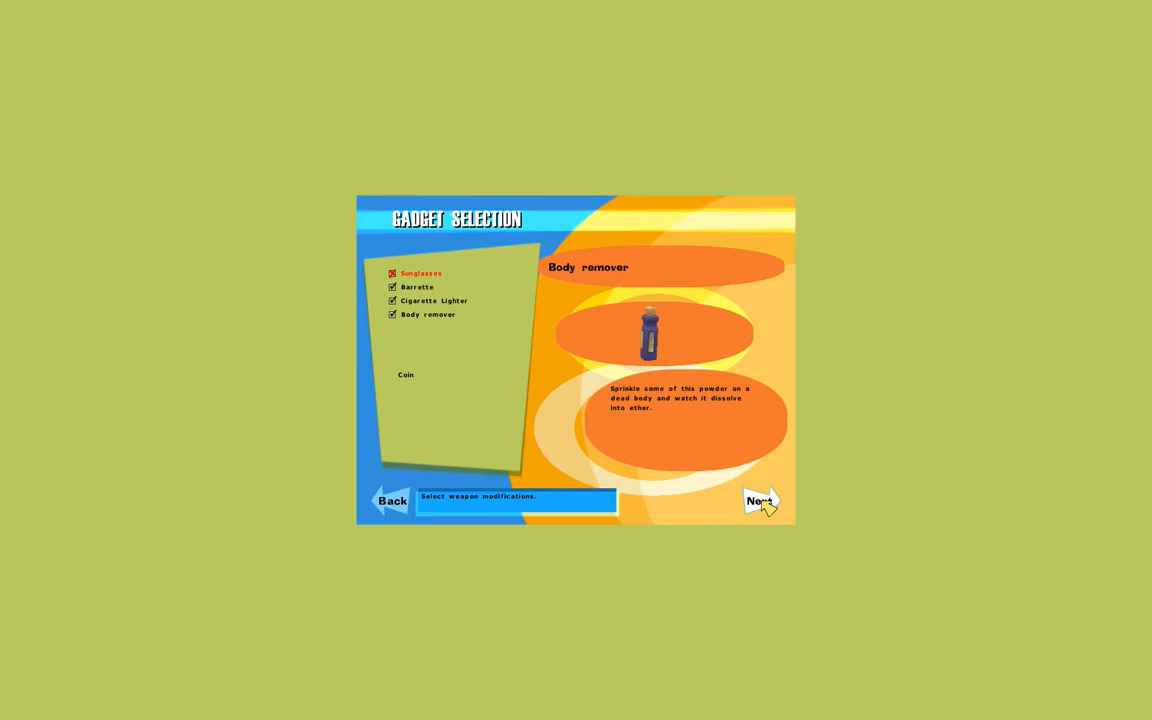 GADGET SELECTION
Sunglasses
Barrette
Cigarette Lighter
Body remover
Coin
Body remover
Sprinkle some of this powder on a
dead body and watch it dissolve
into ether.
Back
Select weapon modifications.
Next